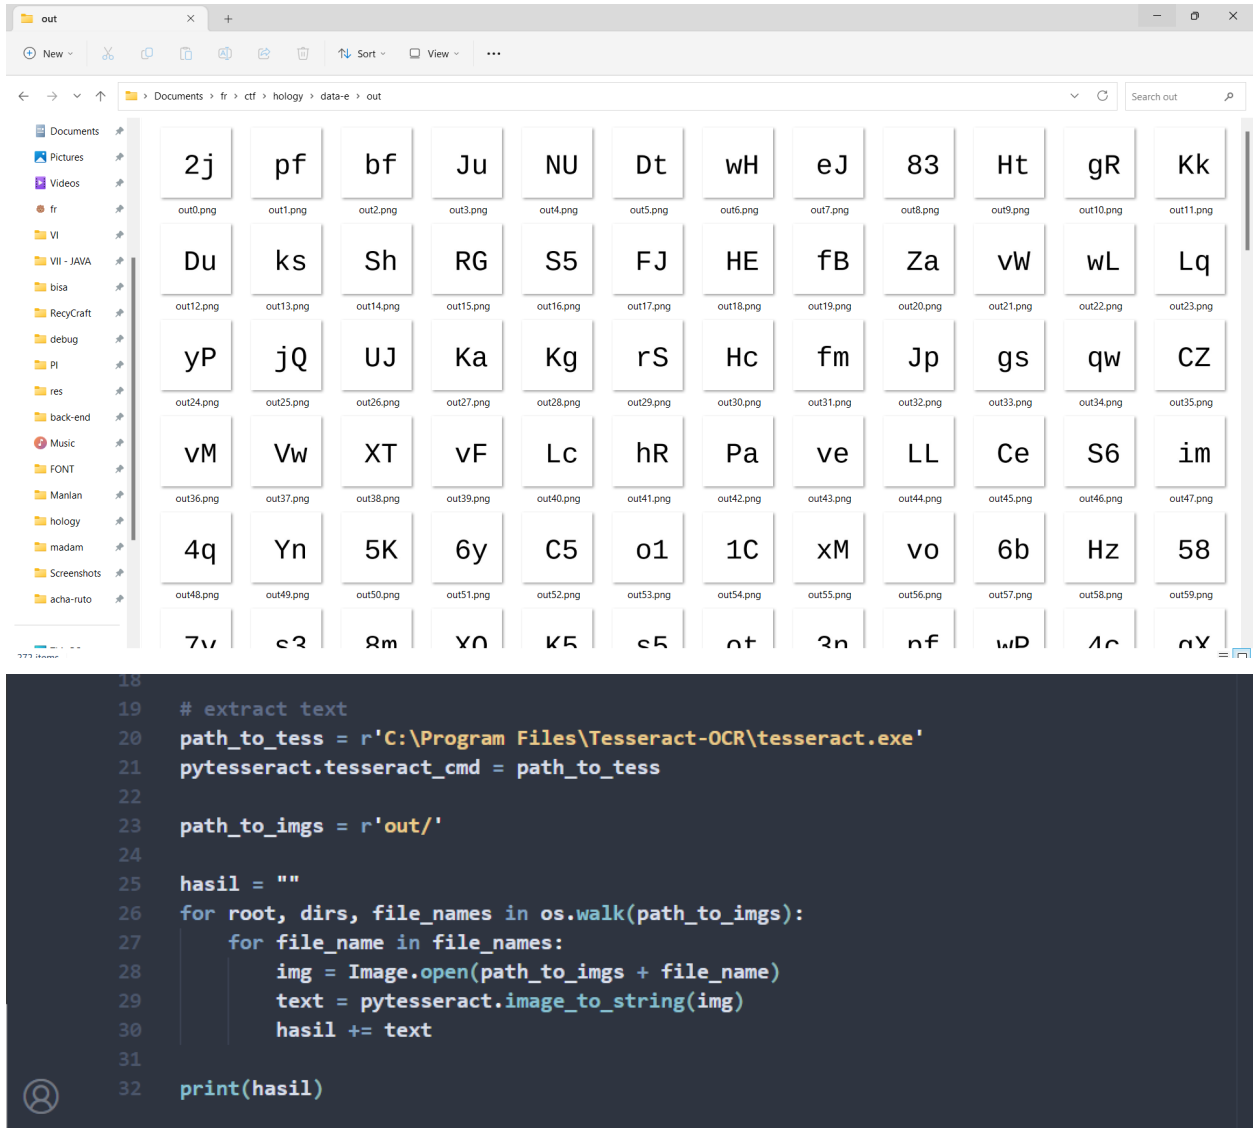 out
New
Sort
View
Documents > fr > ctf > hology > data-e > out
Search out
Documents
Pictures
Videos
fr
VI
VII - JAVA
bisa
RecyCraft
debug
PI
res
back-end
Music
FONT
Manlan
hology
madam
Screenshots
acha-ruto
2j pf bf Ju NU Dt wH eJ 83 Ht gR Kk
out0.png out1.png out2.png out3.png out4.png out5.png out6.png out7.png out8.png out9.png out10.png out11.png
Du ks Sh RG S5 FJ HE fB Za vW wL Lq
out12.png out13.png out14.png out15.png out16.png out17.png out18.png out19.png out20.png out21.png out22.png out23.png
yP jQ UJ Ka Kg rS Hc fm Jp gs qw CZ
out24.png out25.png out26.png out27.png out28.png out29.png out30.png out31.png out32.png out33.png out34.png out35.png
vM Vw XT vF Lc hR Pa ve LL Ce S6 im
out36.png out37.png out38.png out39.png out40.png out41.png out42.png out43.png out44.png out45.png out46.png out47.png
4q Yn 5K 6y C5 o1 1C xM vo 6b Hz 58
out48.png out49.png out50.png out51.png out52.png out53.png out54.png out55.png out56.png out57.png out58.png out59.png
s3 8m K5 s5 ot 3n wP 4c
272 items
18
19 # extract text
20 path_to_tess = r'C:\Program Files\Tesseract-OCR\tesseract.exe'
21 pytesseract.tesseract_cmd = path_to_tess
22
23 path_to_imgs = r'out/'
24
25 hasil = ""
26 for root, dirs, file_names in os.walk(path_to_imgs):
27 for file_name in file_names:
28 img = Image.open(path_to_imgs + file_name)
29 text = pytesseract.image_to_string(img)
30 hasil += text
31
32 print(hasil)